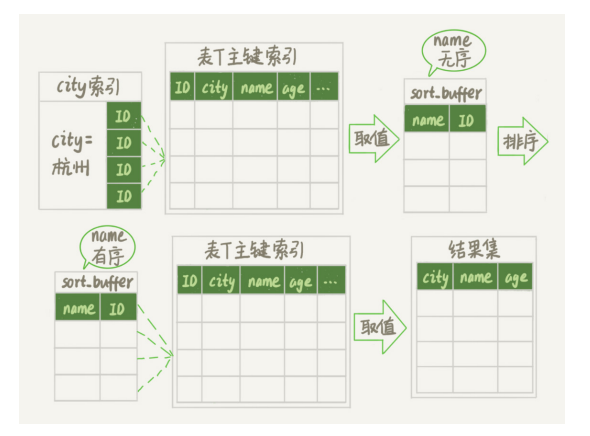 name
无序
表T主键索引
city索引
ID city name age ...
sort_buffer
name ID
ID
ID
ID
ID
city=
杭州
取值
排序
name
有序
表T主键索引
结果集
sort_buffer
ID city name age ...
city name age
name ID
取值